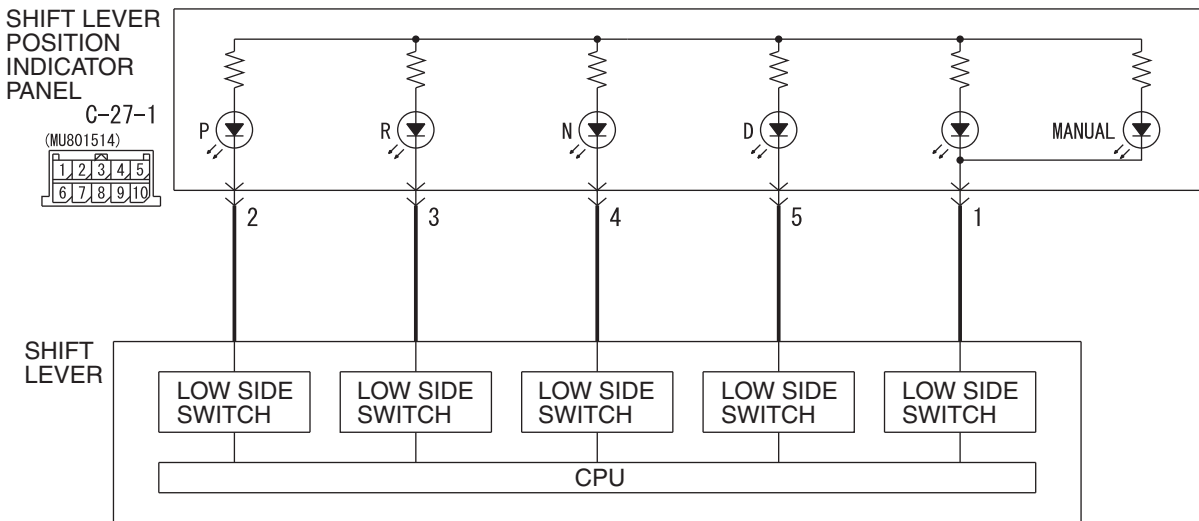 SHIFT LEVER
POSITION
INDICATOR
PANEL
C-27-1
(MU801514)
1 2 3 4 5
6 7 8 9 10
P R N D MANUAL
2 3 4 5 1
SHIFT
LEVER
LOW SIDE
SWITCH
LOW SIDE
SWITCH
LOW SIDE
SWITCH
LOW SIDE
SWITCH
LOW SIDE
SWITCH
CPU